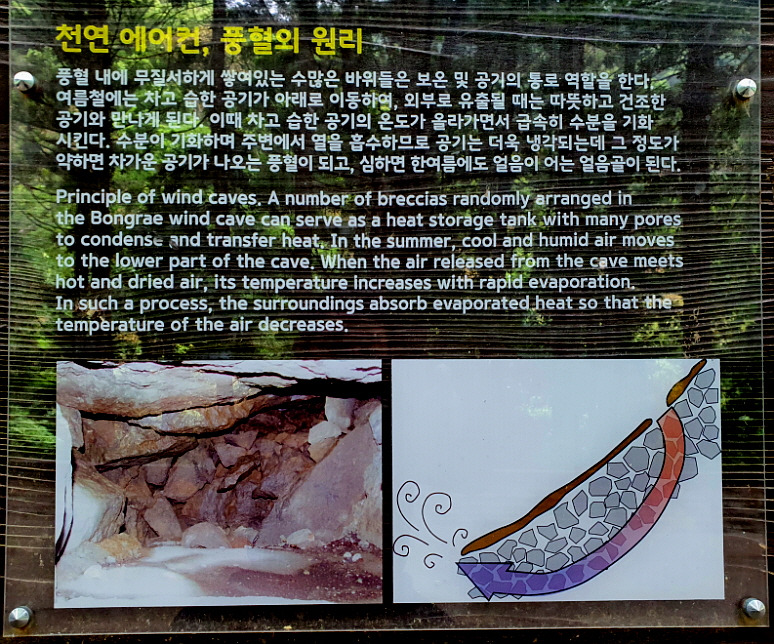 천연 에어컨, 풍혈의 원리
풍혈 내에 무질서하게 쌓여있는 수많은 바위들은 보온 및 공기의 통로 역할을 한다.
여름철에는 차고 습한 공기가 아래로 이동하여, 외부로 유출될 때는 따뜻하고 건조한
공기와 만나게 된다. 이때 차고 습한 공기의 온도가 올라가면서 급속히 수분을 기화
시킨다. 수분이 기화하며 주변에서 열을 흡수하므로 공기는 더욱 냉각되는데 그 정도가
약하면 차가운 공기가 나오는 풍혈이 되고, 심하면 한여름에도 얼음이 어는 얼음골이 된다.
Principle of wind caves. A number of breccias randomly arranged in
the Bongrae wind cave can serve as a heat storage tank with many pores
to condense and transfer heat. In the summer, cool and humid air moves
to the lower part of the cave. When the air released from the cave meets
hot and dried air, its temperature increases with rapid evaporation.
In such a process, the surroundings absorb evaporated heat so that the
temperature of the air decreases.